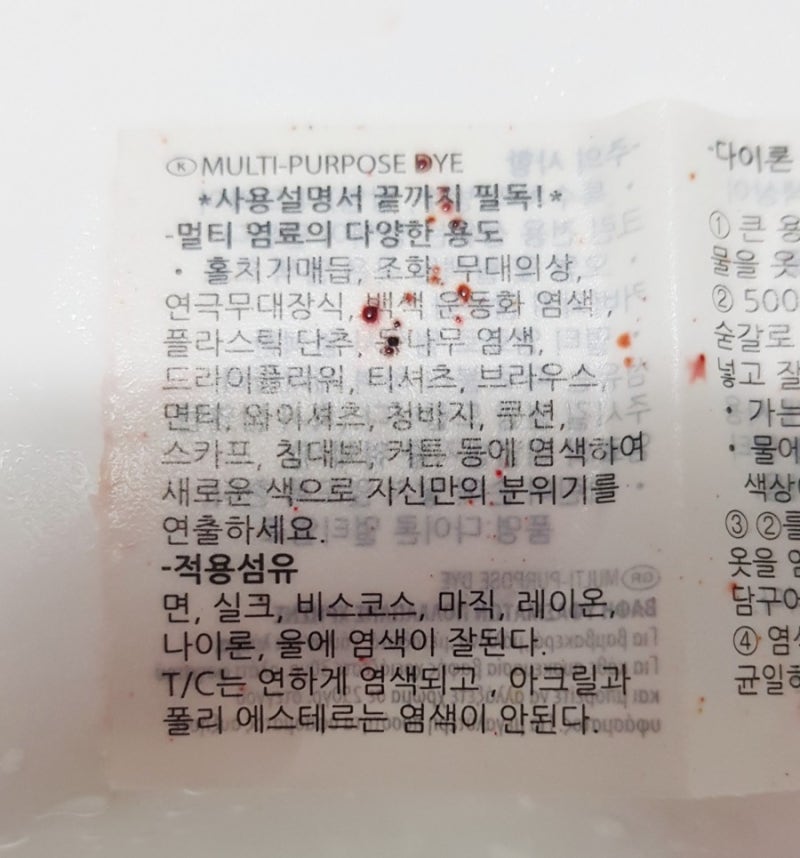 K MULTI-PURPOSE DYE
*사용설명서 끝까지 필독!*
-멀티 염료의 다양한 용도
• 홀치기매듭, 조화, 무대의상,
연극무대장식, 백색 운동화 염색,
플라스틱 단추, 등나무 염색,
드라이플라워, 티셔츠, 브라우스,
면티, 와이셔츠, 청바지, 쿠션,
스카프, 침대보, 커튼 등에 염색하여
새로운 색으로 자신만의 분위기를
연출하세요.
-적용섬유
면, 실크, 비스코스, 마직, 레이온,
나이론, 울에 염색이 잘된다.
T/C는 연하게 염색되고, 아크릴과
폴리 에스테르는 염색이 안된다.
다이론
① 큰
물을 옷
② 500
숟갈로
넣고 잘
• 가는
• 물에
색상
③ ②를
옷을
담구어
④ 염
균일하